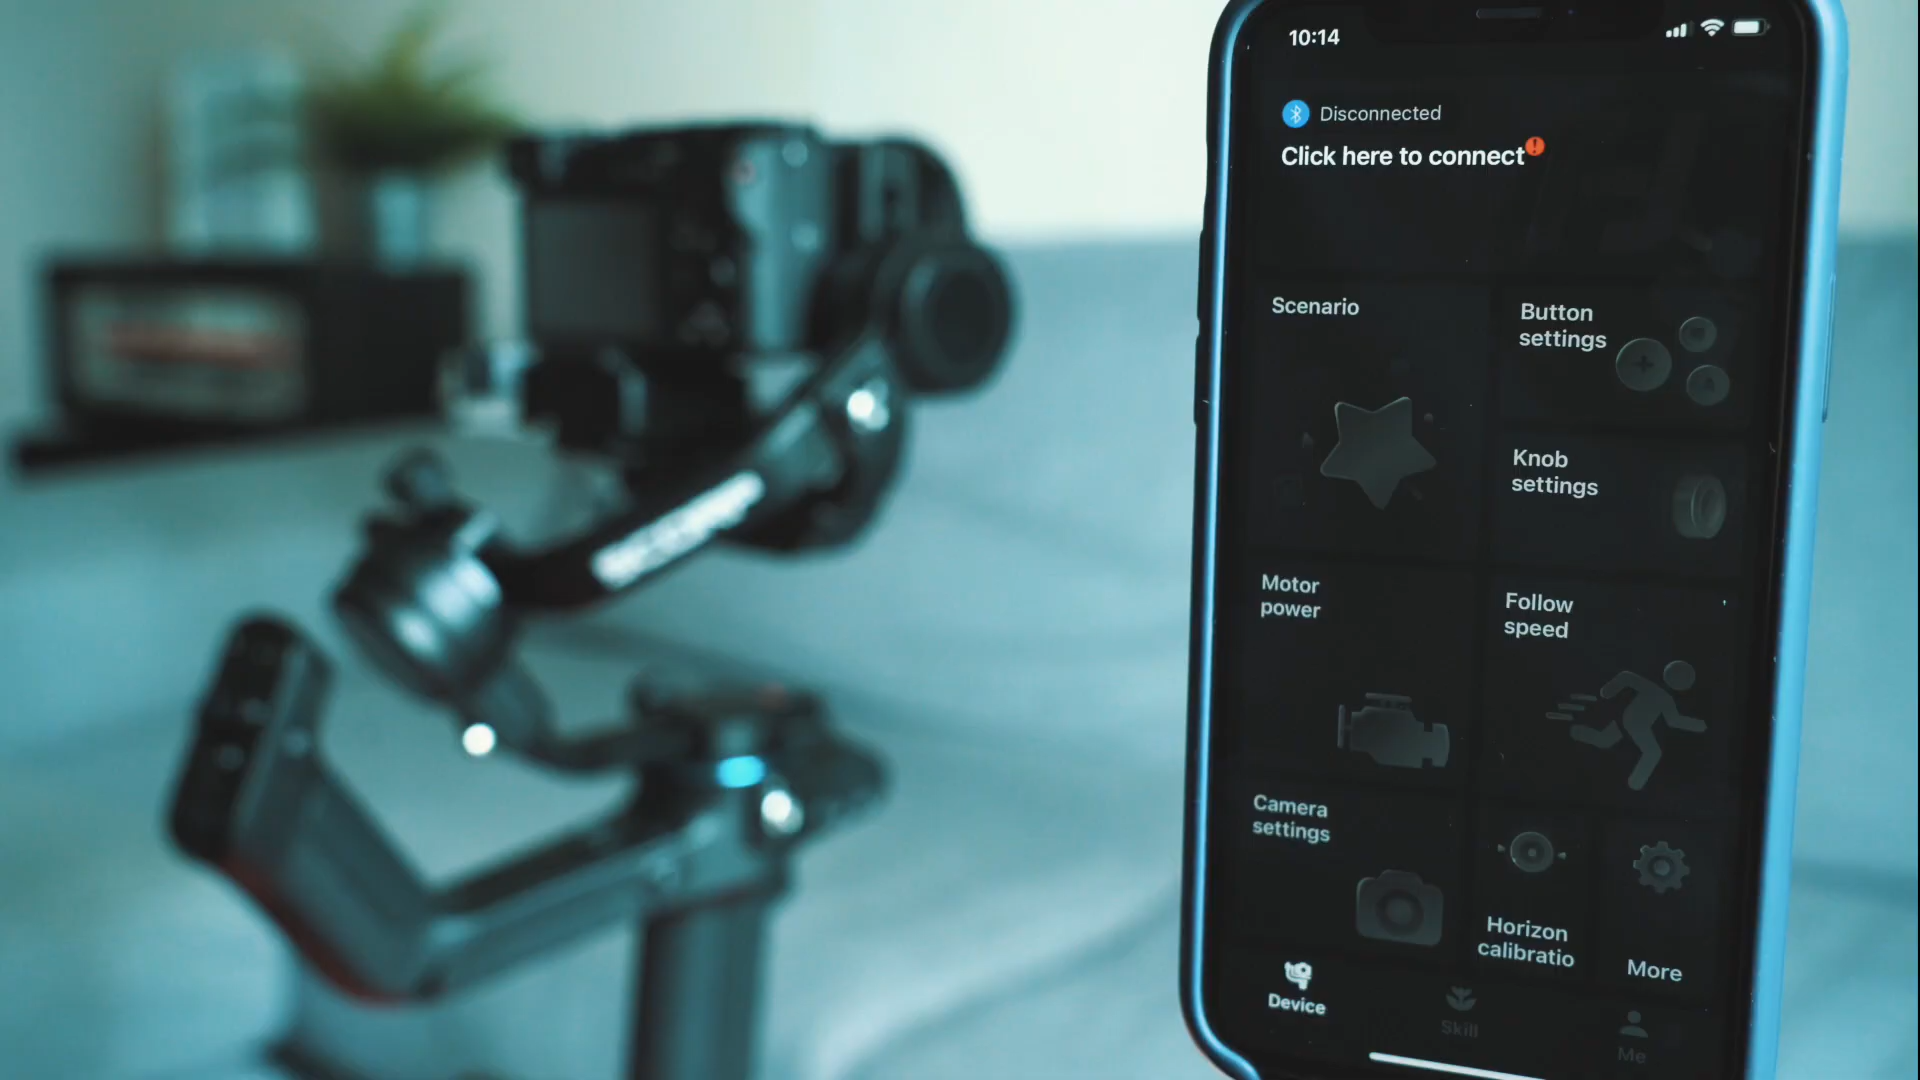 10:14
Disconnected
Click here to connect
Scenario
Button
settings
Knob
settings
Motor
power
Follow
speed
Camera
settings
Horizon
calibratio
More
Device
Skill
Me